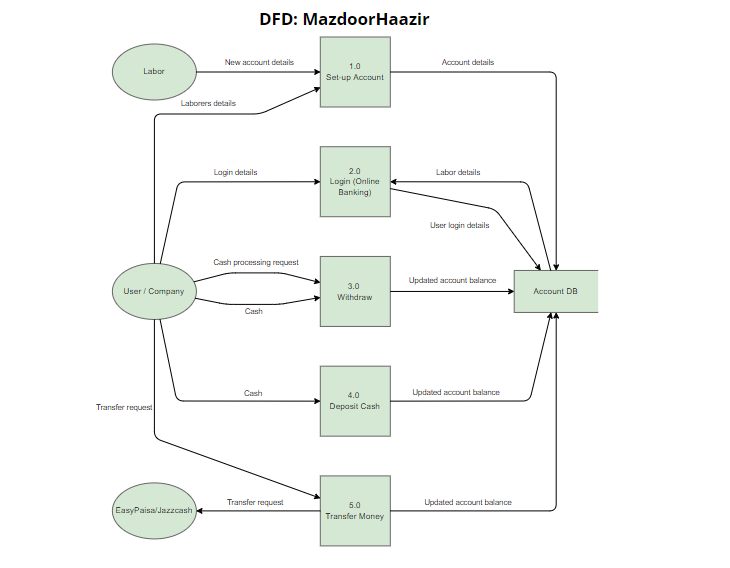 DFD: MazdoorHaazir
Labor
New account details
1.0
Set-up Account
Account details
Laborers details
Login details
2.0
Login (Online
Banking)
Labor details
User login details
Cash processing request
User / Company
Cash
3.0
Withdraw
Updated account balance
Account DB
Cash
4.0
Deposit Cash
Updated account balance
Transfer request
EasyPaisa/Jazzcash
Transfer request
5.0
Transfer Money
Updated account balance